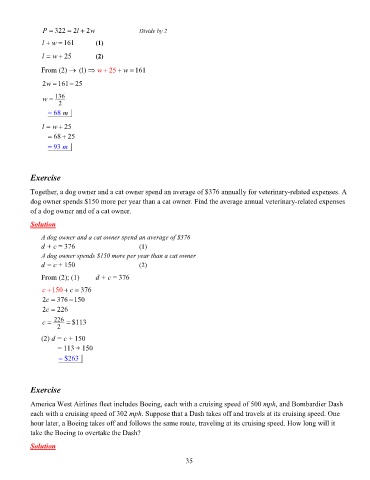 P = 322 = 2l + 2w Divide by 2
l + w = 161 (1)
l = w + 25 (2)
From (2) → (1) ⇒ w + 25 + w = 161
2w = 161 − 25
w = 136/2
= 68 m
l = w + 25
= 68 + 25
= 93 m
Exercise
Together, a dog owner and a cat owner spend an average of $376 annually for veterinary-related expenses. A
dog owner spends $150 more per year than a cat owner. Find the average annual veterinary-related expenses
of a dog owner and of a cat owner.
Solution
A dog owner and a cat owner spend an average of $376
d + c = 376 (1)
A dog owner spends $150 more per year than a cat owner
d = c + 150 (2)
From (2); (1) d + c = 376
c + 150 + c = 376
2c = 376 − 150
2c = 226
c = 226/2 = $113
(2) d = c + 150
= 113 + 150
= $263
Exercise
America West Airlines fleet includes Boeing, each with a cruising speed of 500 mph, and Bombardier Dash
each with a cruising speed of 302 mph. Suppose that a Dash takes off and travels at its cruising speed. One
hour later, a Boeing takes off and follows the same route, traveling at its cruising speed. How long will it
take the Boeing to overtake the Dash?
Solution
35